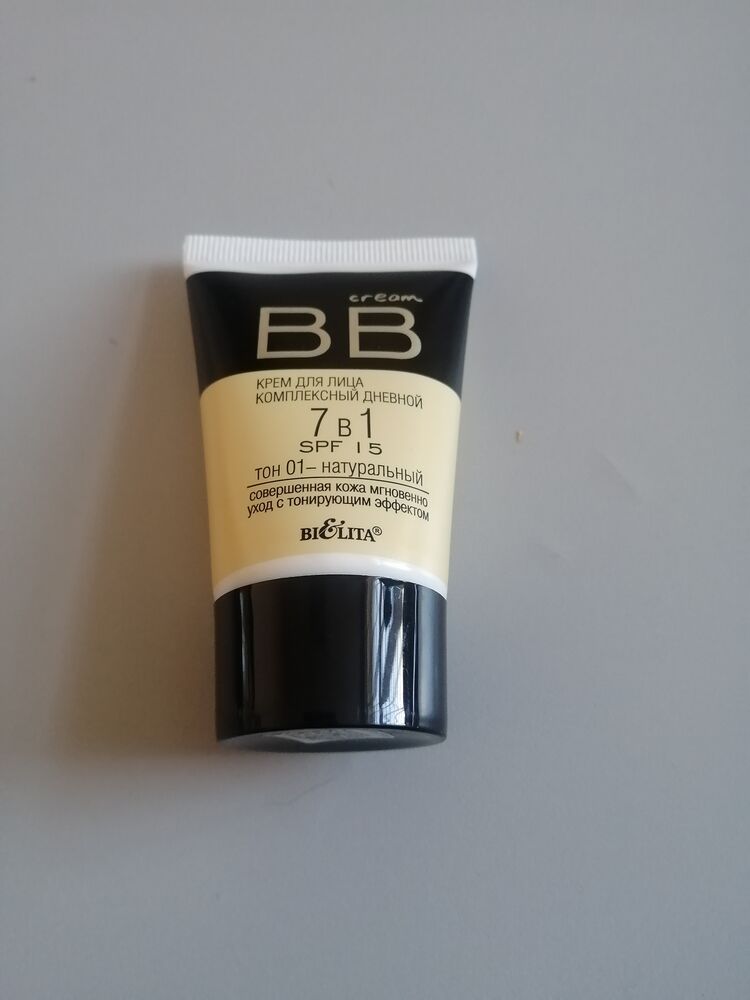 cream
BB
КРЕМ ДЛЯ ЛИЦА
КОМПЛЕКСНЫЙ ДНЕВНОЙ
7 В 1
SPF 15
тон 01– натуральный
совершенная кожа мгновенно
уход с тонирующим эффектом
BIELITA®